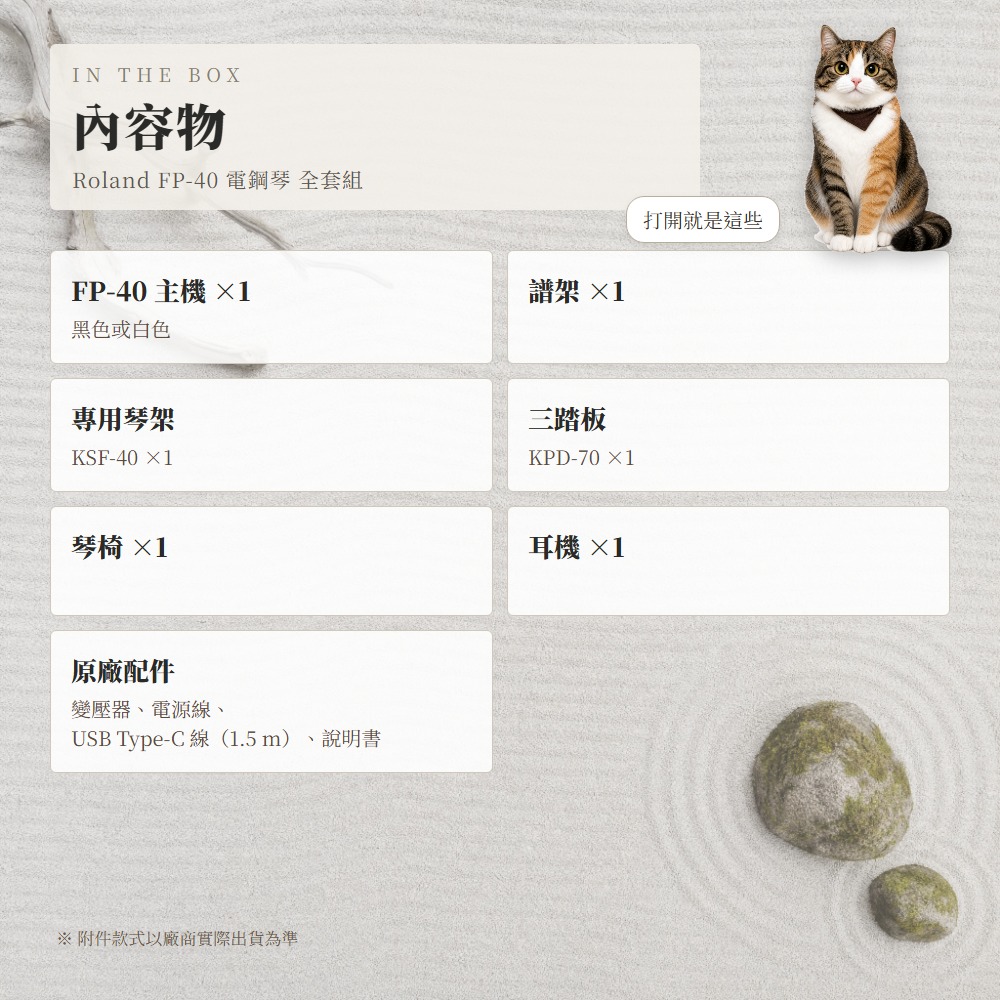 IN THE BOX
內容物
Roland FP-40 電鋼琴 全套組
打開就是這些
FP-40 主機 ×1
黑色或白色
譜架 ×1
專用琴架
KSF-40 ×1
三踏板
KPD-70 ×1
琴椅 ×1
耳機 ×1
原廠配件
變壓器、電源線、
USB Type-C 線（1.5 m）、說明書
※ 附件款式以廠商實際出貨為準